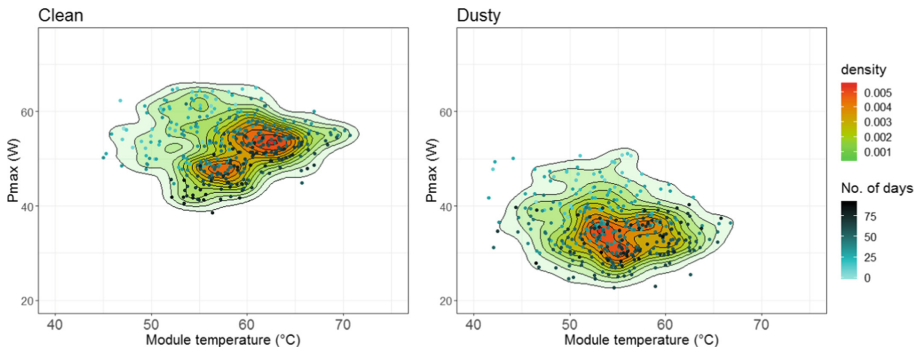 Clean
Dusty
Pmax (W)
60
40
20
40
50
60
70
Module temperature (°C)
Pmax (W)
60
40
20
40
50
60
70
Module temperature (°C)
density
0.005
0.004
0.003
0.002
0.001
No. of days
75
50
25
0